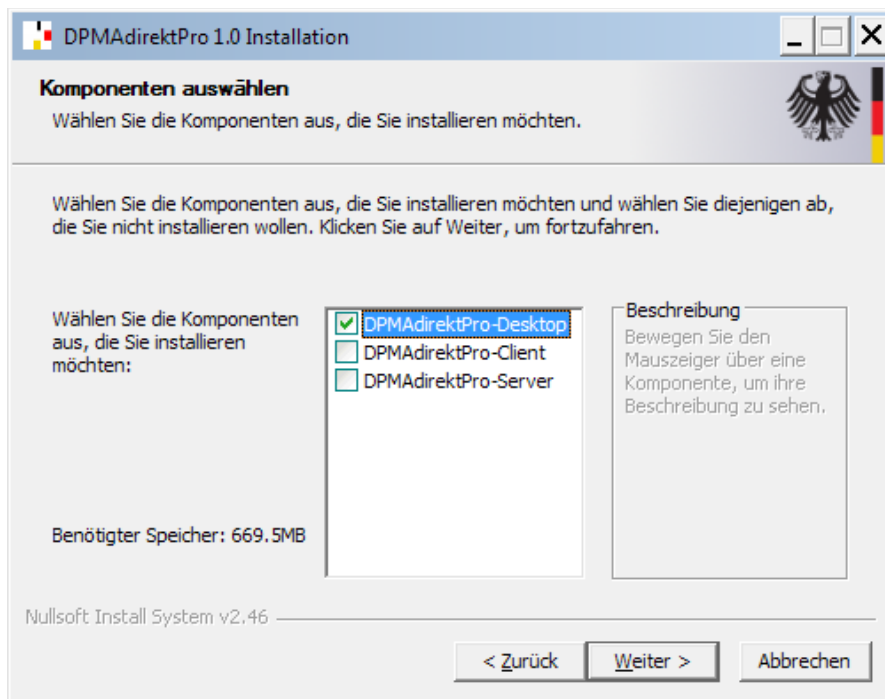 DPMAdirektPro 1.0 Installation
Komponenten auswählen
Wählen Sie die Komponenten aus, die Sie installieren möchten.
Wählen Sie die Komponenten aus, die Sie installieren möchten und wählen Sie diejenigen ab,
die Sie nicht installieren wollen. Klicken Sie auf Weiter, um fortzufahren.
Wählen Sie die Komponenten
aus, die Sie installieren
möchten:
DPMAdirektPro-Desktop
DPMAdirektPro-Client
DPMAdirektPro-Server
Beschreibung
Bewegen Sie den
Mauszeiger über eine
Komponente, um ihre
Beschreibung zu sehen.
Benötigter Speicher: 669.5MB
Nullsoft Install System v2.46
< Zurück
Weiter >
Abbrechen